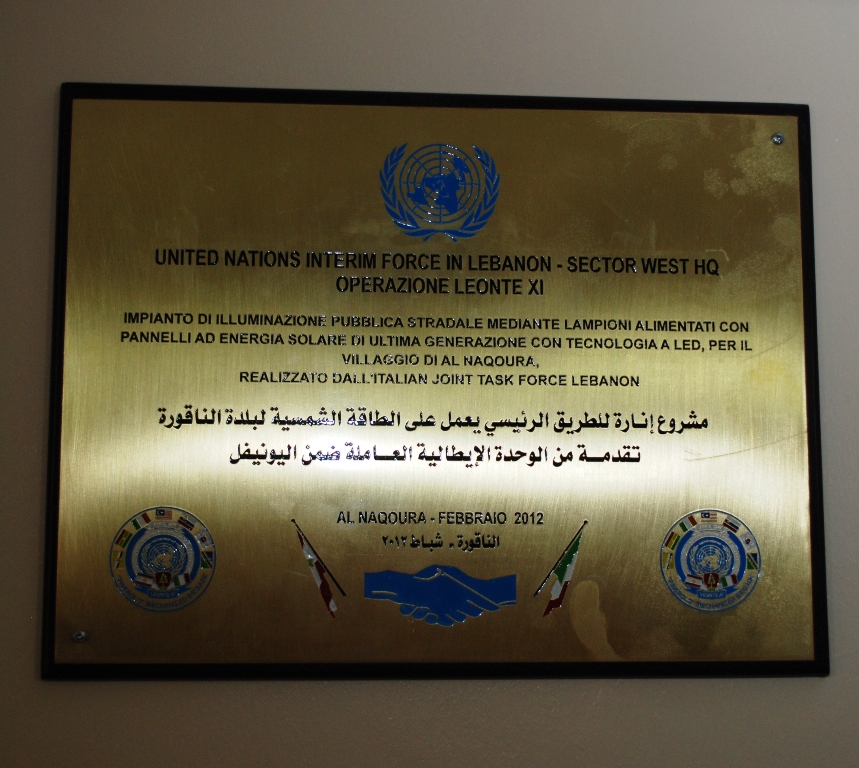 UNITED NATIONS INTERIM FORCE IN LEBANON - SECTOR WEST HQ
OPERAZIONE LEONTE XI
IMPIANTO DI ILLUMINAZIONE PUBBLICA STRADALE MEDIANTE LAMPIONI ALIMENTATI CON
PANNELLI AD ENERGIA SOLARE DI ULTIMA GENERAZIONE CON TECNOLOGIA A LED, PER IL
VILLAGGIO DI AL NAQOURA,
REALIZZATO DALL'ITALIAN JOINT TASK FORCE LEBANON
مشروع إنارة للطريق الرئيسي يعمل على الطاقة الشمسية لبلدة الناقورة
تقدمــة من الوحدة الإيطالية العــاملة ضمن اليونيفل
AL NAQOURA - FEBBRAIO 2012
الناقورة - شباط ٢٠١٢